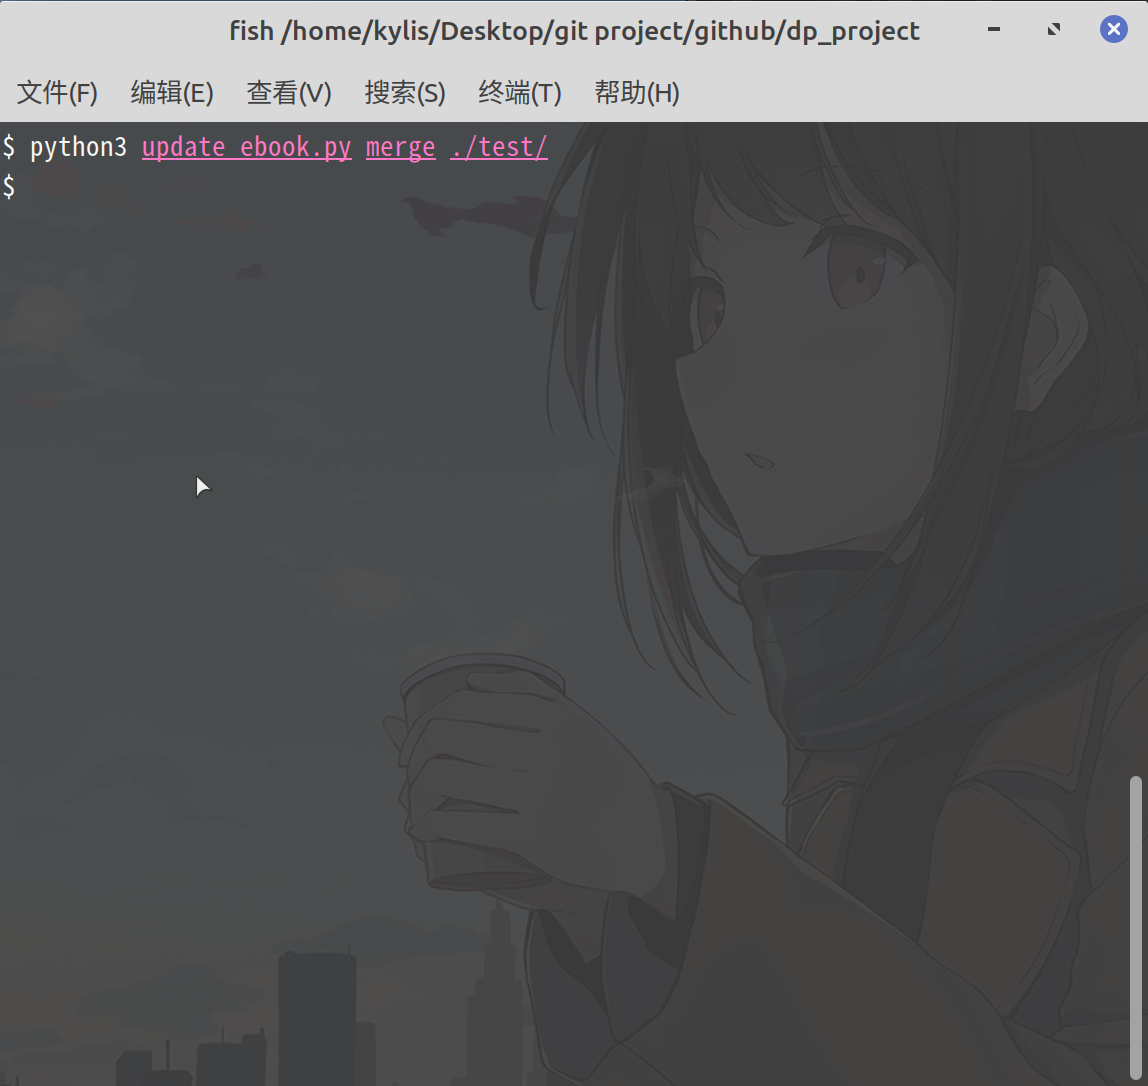 fish /home/kylis/Desktop/git project/github/dp_project
文件(F) 编辑(E) 查看(V) 搜索(S) 终端(T) 帮助(H)
$ python3 update_ebook.py merge ./test/
$